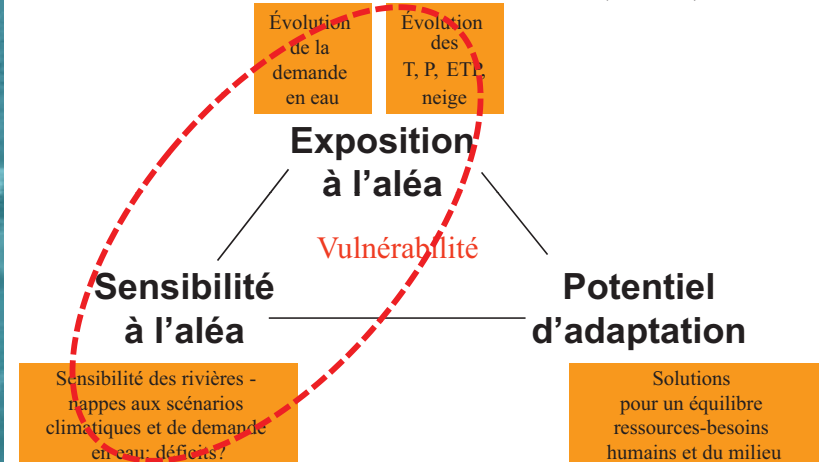 Évolution
de la
demande
en eau
Évolution
des
T, P, ETP,
neige
Exposition
à l’aléa
Vulnérabilité
Sensibilité
à l’aléa
Potentiel
d’adaptation
Sensibilité des rivières -
nappes aux scénarios
climatiques et de demande
en eau: déficits?
Solutions
pour un équilibre
ressources-besoins
humains et du milieu